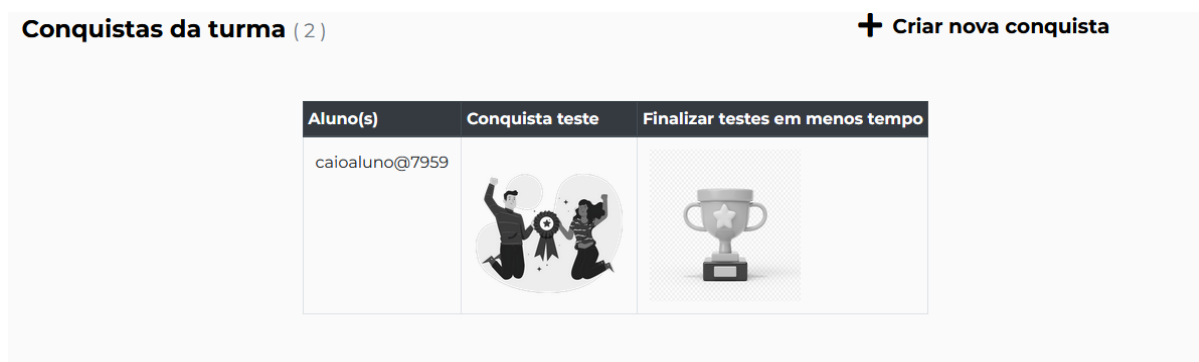 Conquistas da turma ( 2 )
Criar nova conquista
Aluno(s) Conquista teste Finalizar testes em menos tempo
caioaluno@7959